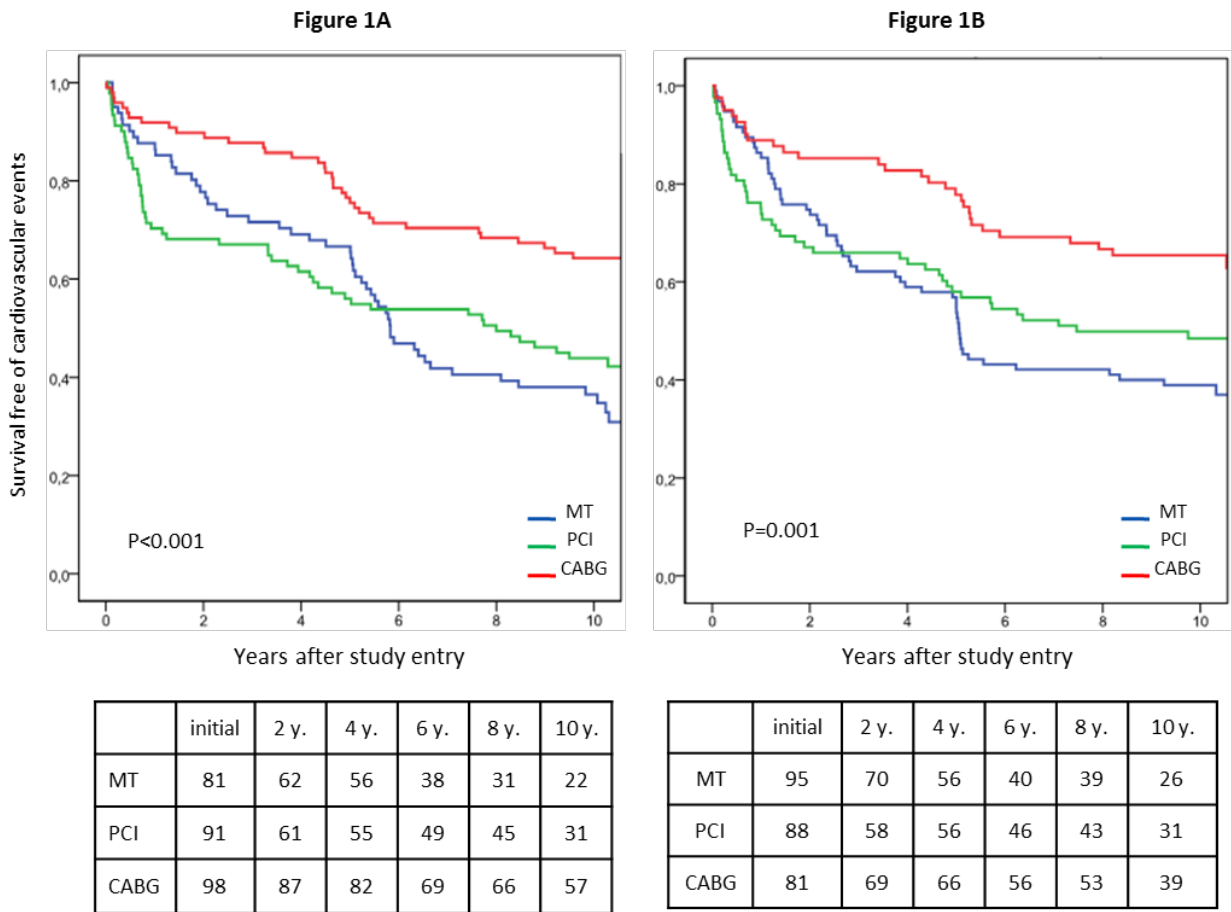 Figure 1A
Survival free of cardiovascular events
1,0
0,8
0,6
0,4
0,2
0,0
P<0.001
MT
PCI
CABG
0 2 4 6 8 10
Years after study entry
initial 2 y. 4 y. 6 y. 8 y. 10 y.
MT 81 62 56 38 31 22
PCI 91 61 55 49 45 31
CABG 98 87 82 69 66 57
Figure 1B
1,0
0,8
0,6
0,4
0,2
0,0
P=0.001
MT
PCI
CABG
0 2 4 6 8 10
Years after study entry
initial 2 y. 4 y. 6 y. 8 y. 10 y.
MT 95 70 56 40 39 26
PCI 88 58 56 46 43 31
CABG 81 69 66 56 53 39